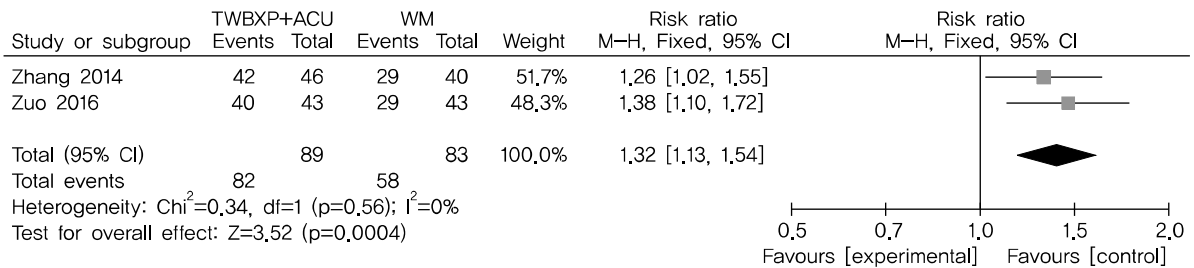 TWBXP+ACU WM Risk ratio Risk ratio
Study or subgroup Events Total Events Total Weight M-H, Fixed, 95% CI M-H, Fixed, 95% CI
Zhang 2014 42 46 29 40 51.7% 1.26 [1.02, 1.55]
Zuo 2016 40 43 29 43 48.3% 1.38 [1.10, 1.72]
Total (95% CI) 89 83 100.0% 1.32 [1.13, 1.54]
Total events 82 58
Heterogeneity: Chi²=0.34, df=1 (p=0.56); I²=0%
Test for overall effect: Z=3.52 (p=0.0004)
0.5 0.7 1.0 1.5 2.0
Favours [experimental] Favours [control]